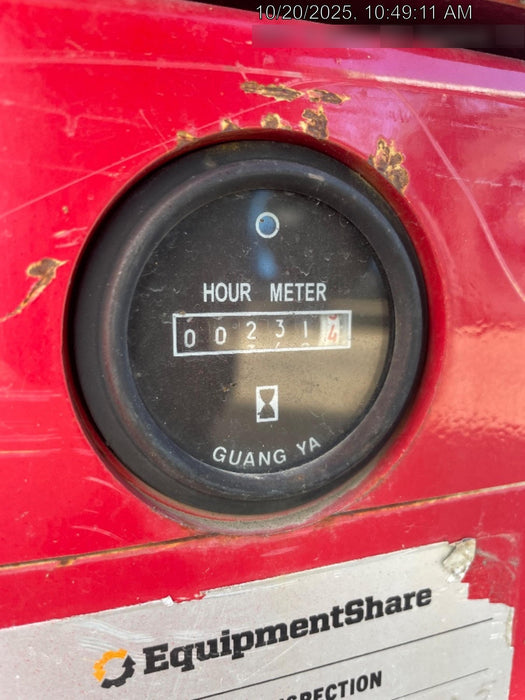 10/20/2025, 10:49:11 AM
HOUR METER
002314
GUANG YA
EquipmentShare